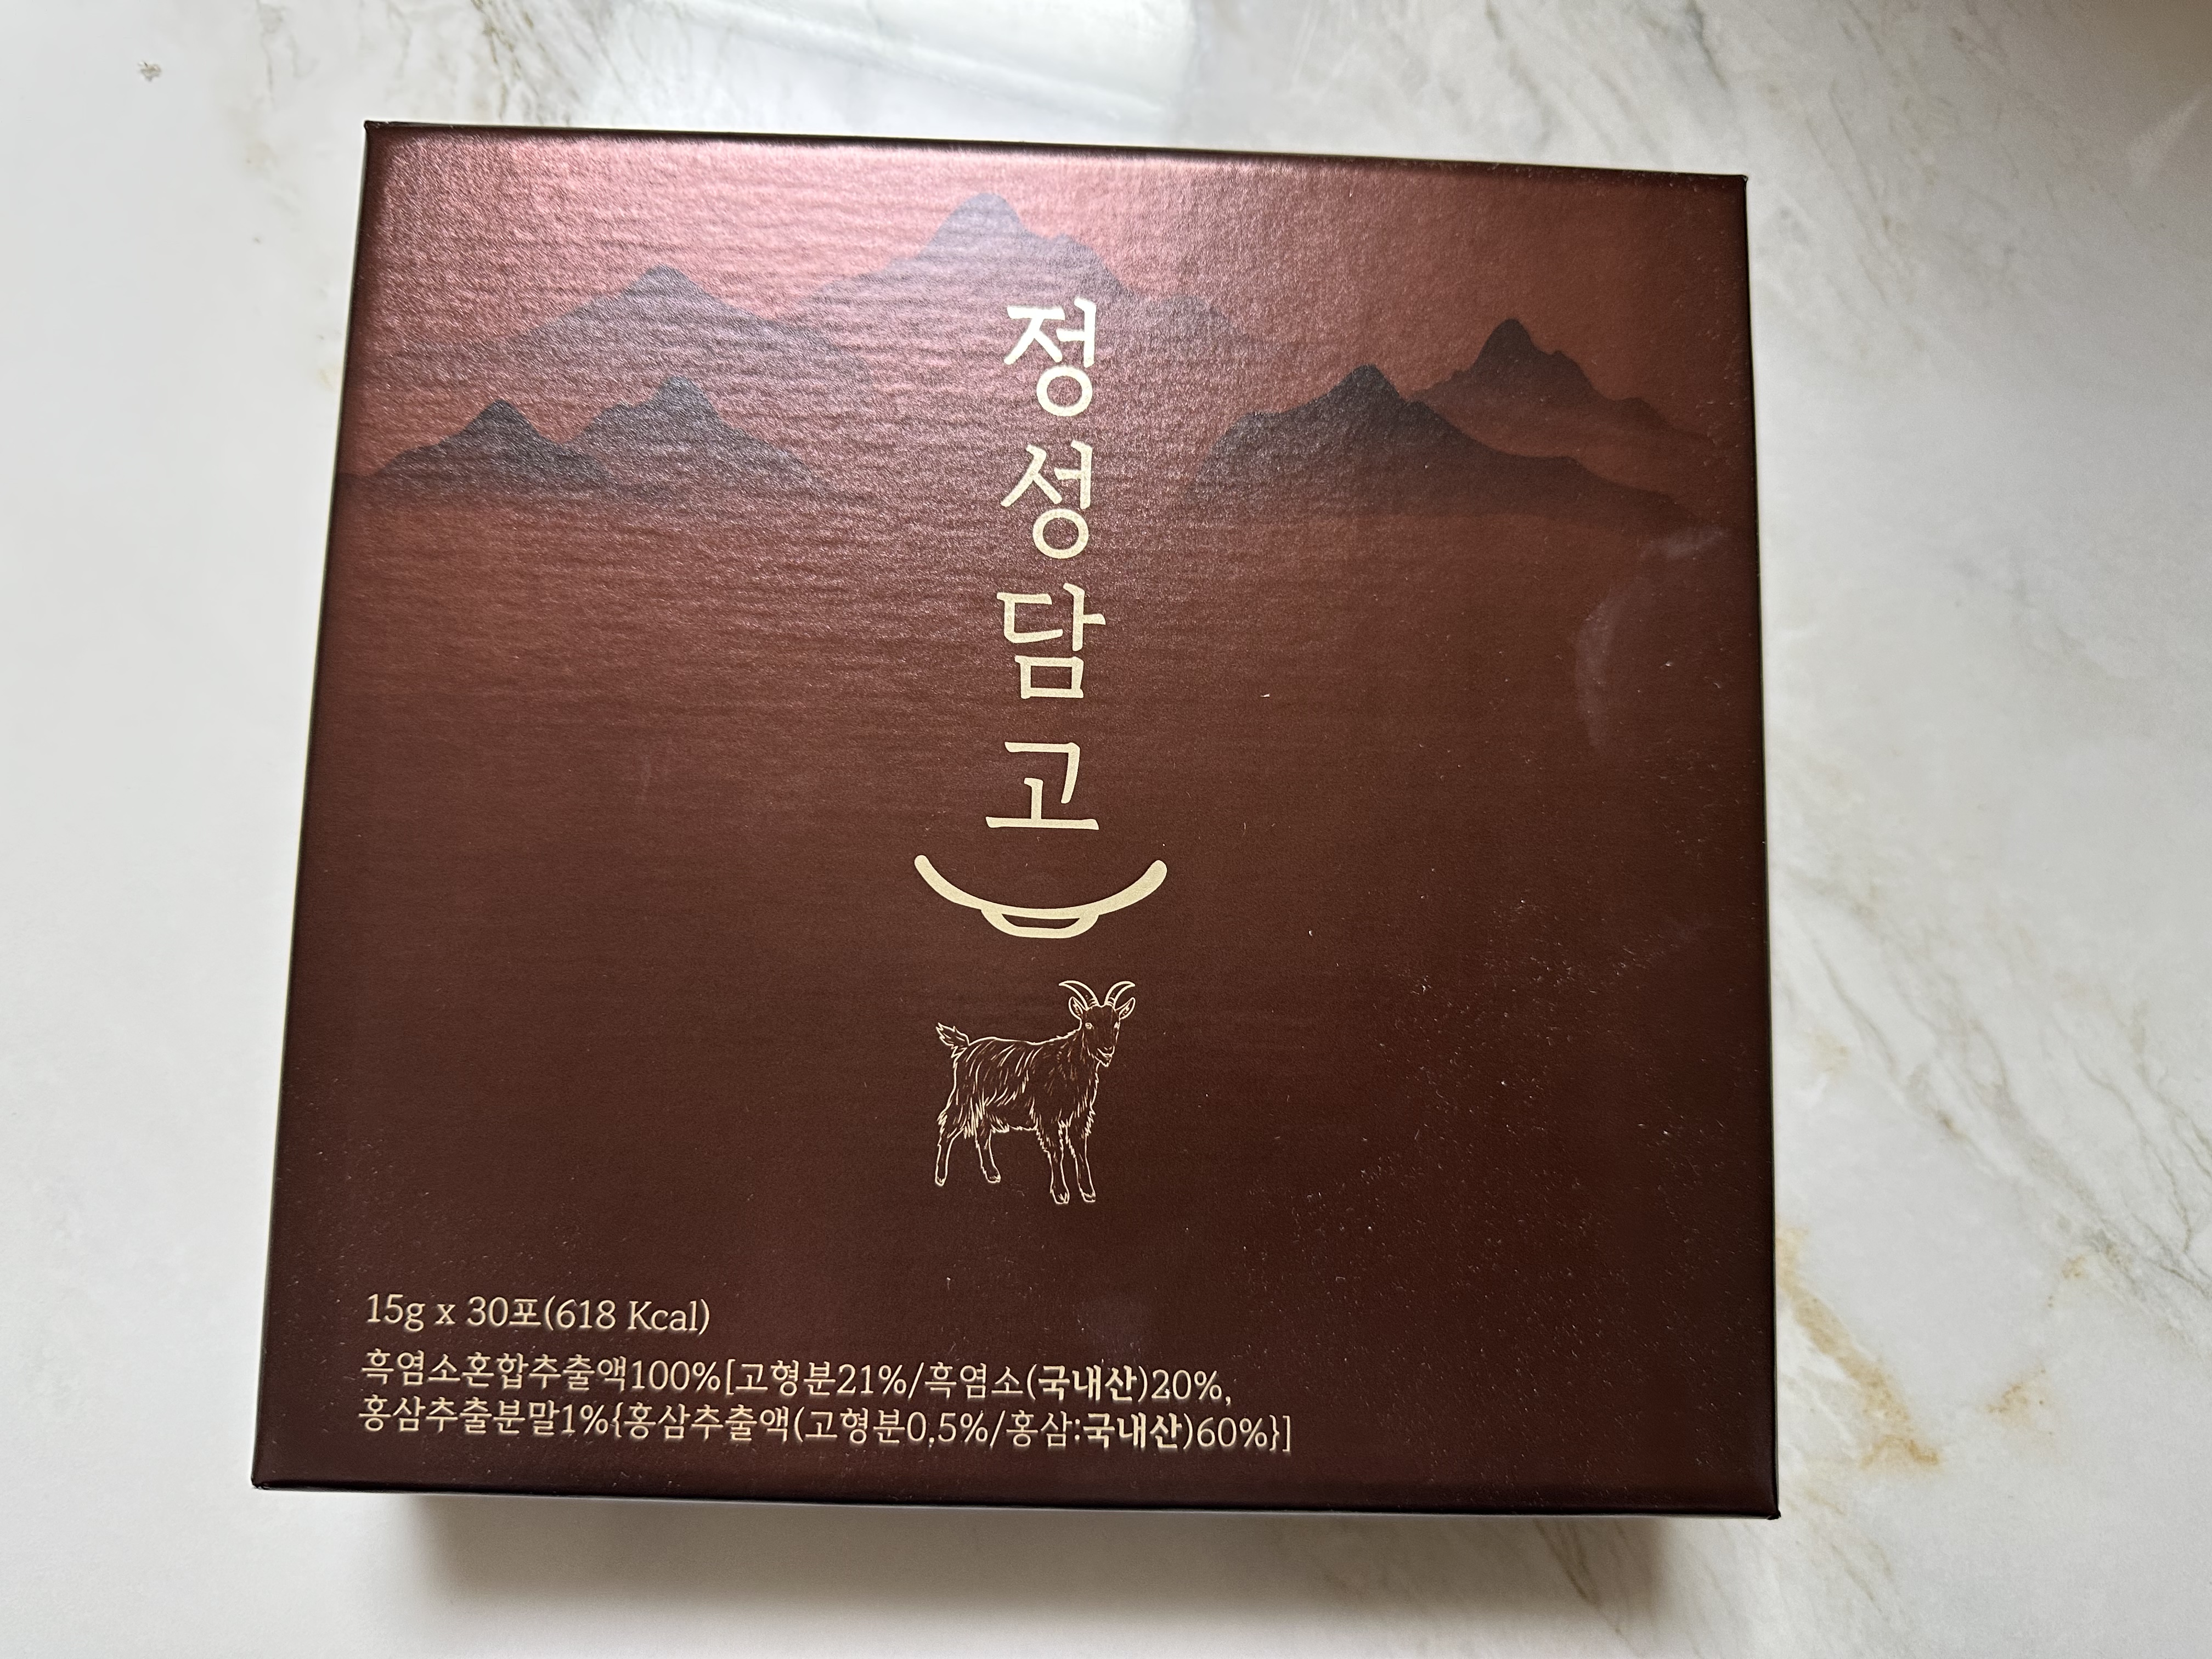 정성담고
15g x 30포(618 Kcal)
흑염소혼합추출액100%[고형분21%/흑염소(국내산)20%,
홍삼추출분말1%{홍삼추출액(고형분0.5%/홍삼:국내산)60%}]